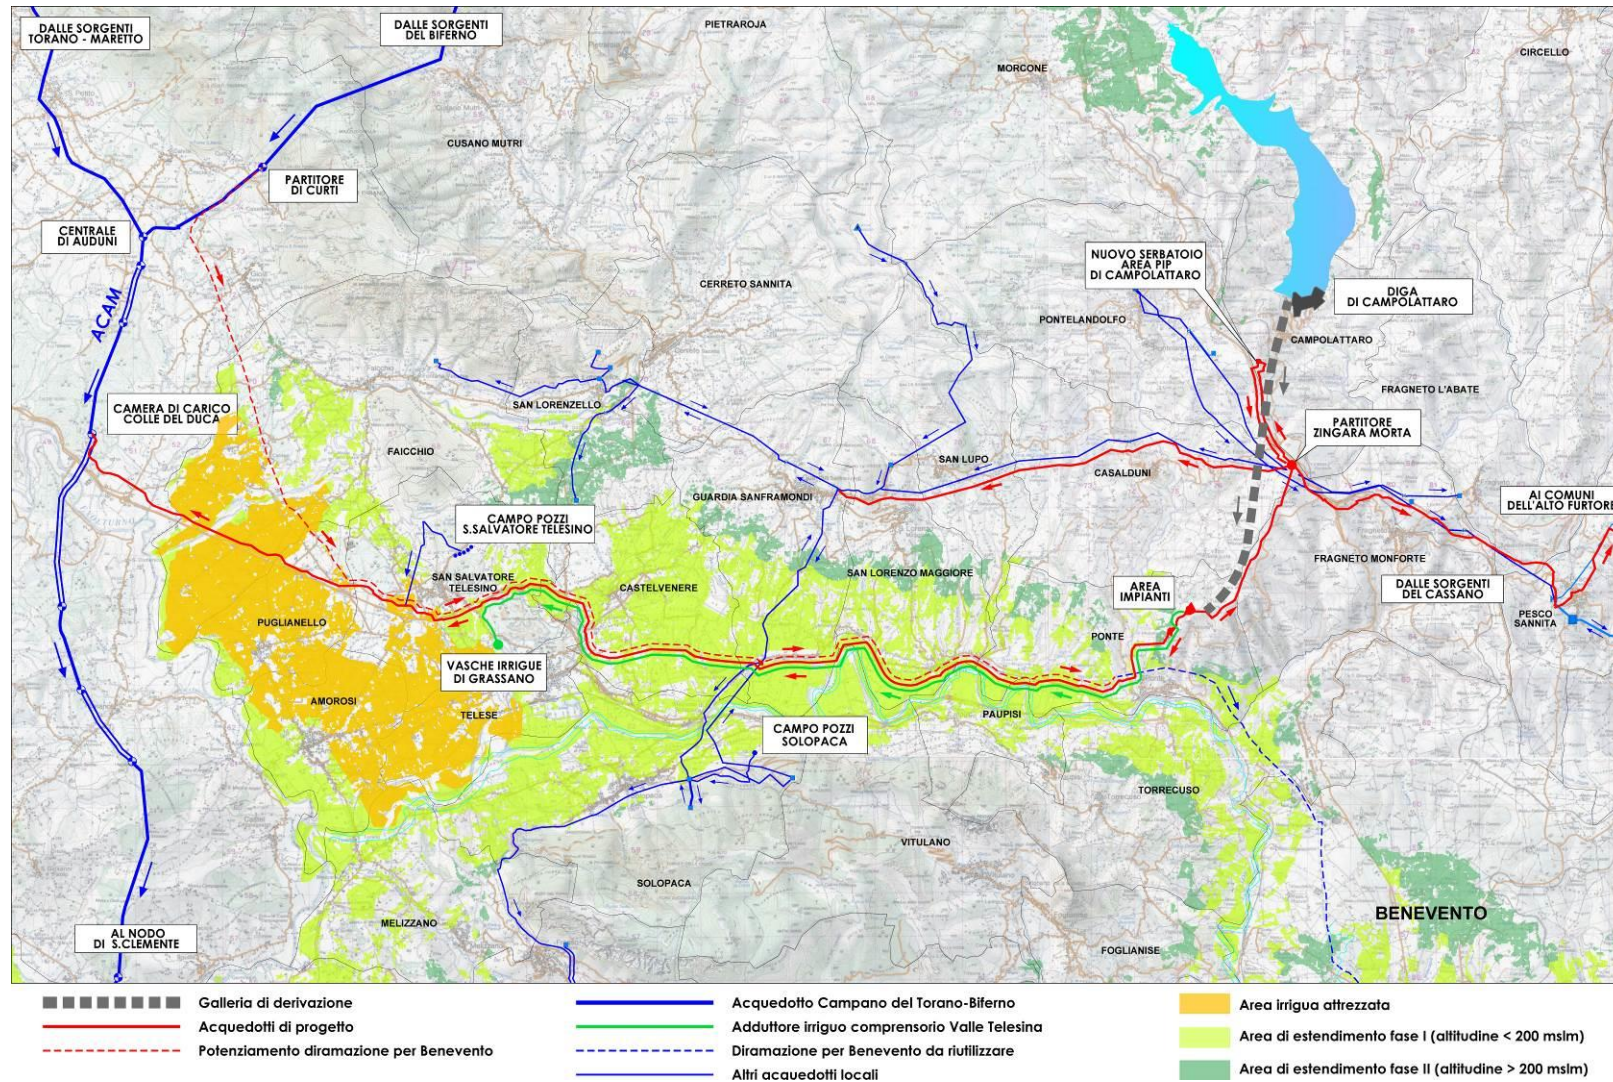 DALLE SORGENTI
TORANO - MARETTO
DALLE SORGENTI
DEL BIFERNO
PIETRAROJA
MORCONE
CIRCELLO
CUSANO MUTRI
PARTITORE
DI CURTI
CENTRALE
DI AUDUNI
ACAM
NUOVO SERBATOIO
AREA PIP
DI CAMPOLATTARO
CERRETO SANNITA
DIGA
DI CAMPOLATTARO
PONTELANDOLFO
CAMPOLATTARO
FRAGNETO L'ABATE
CAMERA DI CARICO
COLLE DEL DUCA
SAN LORENZELLO
PARTITORE
ZINGARA MORTA
FAICCHIO
SAN LUPO
CASALDUNI
GUARDIA SANFRAMONDI
AI COMUNI
DELL'ALTO FURTORE
CAMPO POZZI
S.SALVATORE TELESINO
FRAGNETO MONFORTE
SAN SALVATORE
TELESINO
CASTELVENERE
SAN LORENZO MAGGIORE
AREA
IMPIANTI
DALLE SORGENTI
DEL CASSANO
PESCO
SANNITA
PUGLIANELLO
PONTE
VASCHE IRRIGUE
DI GRASSANO
AMOROSI
TELESE
PAUPISI
CAMPO POZZI
SOLOPACA
TORRECUSO
VITULANO
SOLOPACA
MELIZZANO
BENEVENTO
AL NODO
DI S.CLEMENTE
FOGLIANISE
Galleria di derivazione
Acquedotti di progetto
Potenziamento diramazione per Benevento
Acquedotto Campano del Torano-Biferno
Adduttore irriguo comprensorio Valle Telesina
Diramazione per Benevento da riutilizzare
Altri acquedotti locali
Area irrigua attrezzata
Area di estendimento fase I (altitudine < 200 mslm)
Area di estendimento fase II (altitudine > 200 mslm)